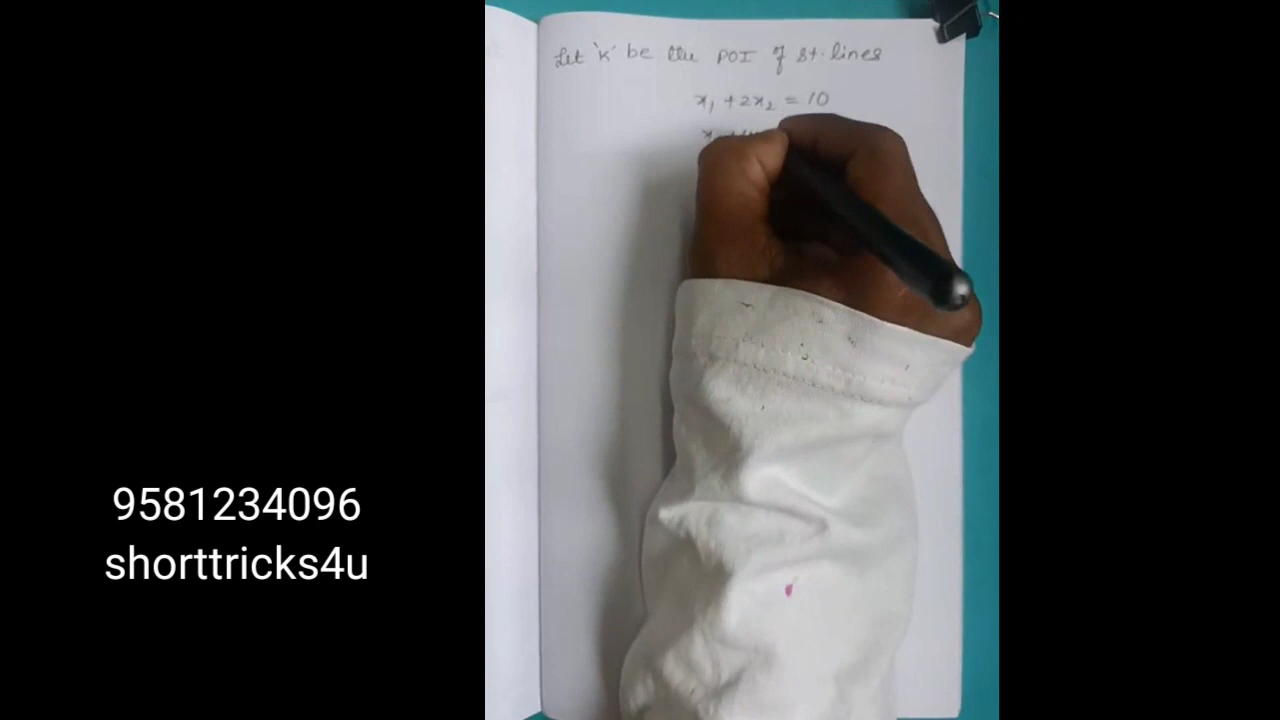 Let 'K' be the POI of st. lines
x₁ + 2x₂ = 10
9581234096
shorttricks4u